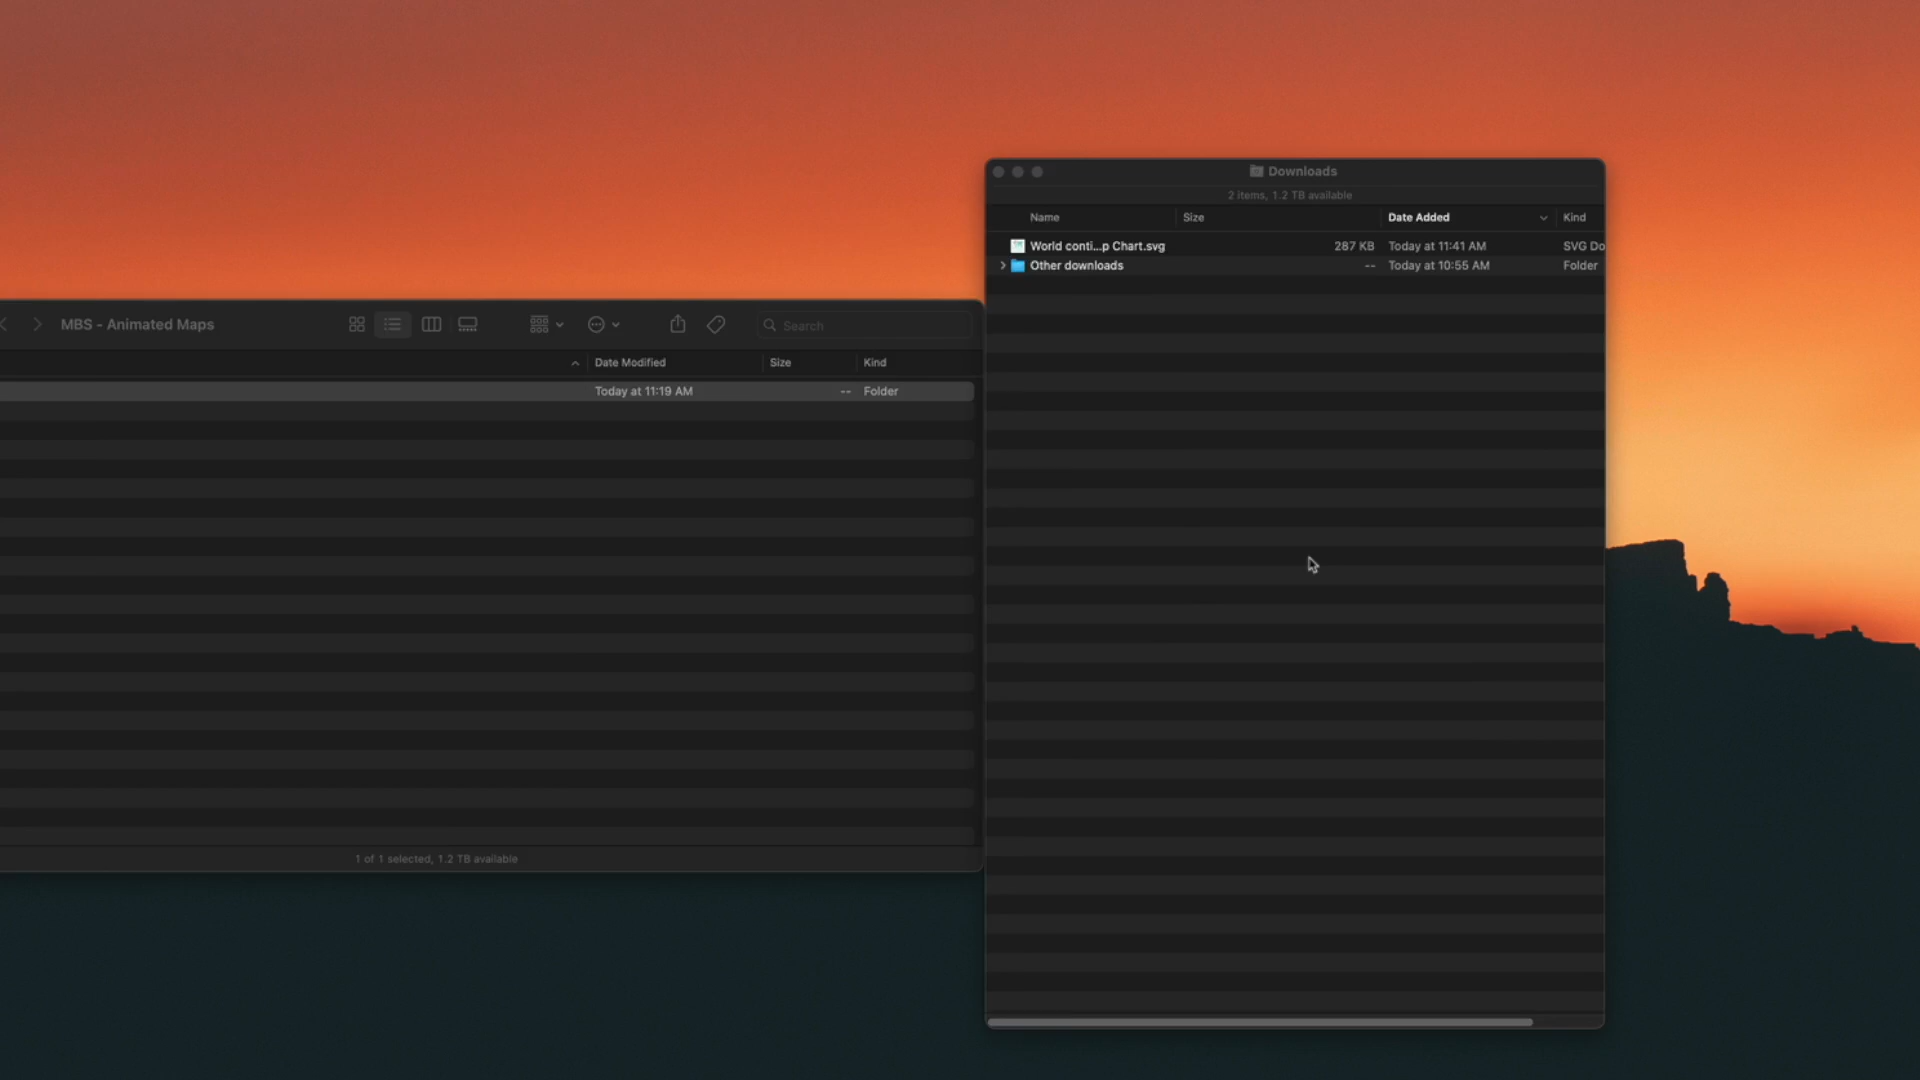 Downloads
2 items, 1.2 TB available
Name Size Date Added Kind
World conti...p Chart.svg 287 KB Today at 11:41 AM SVG Do
Other downloads -- Today at 10:55 AM Folder
MBS - Animated Maps Search
Date Modified Size Kind
Today at 11:19 AM -- Folder
1 of 1 selected, 1.2 TB available